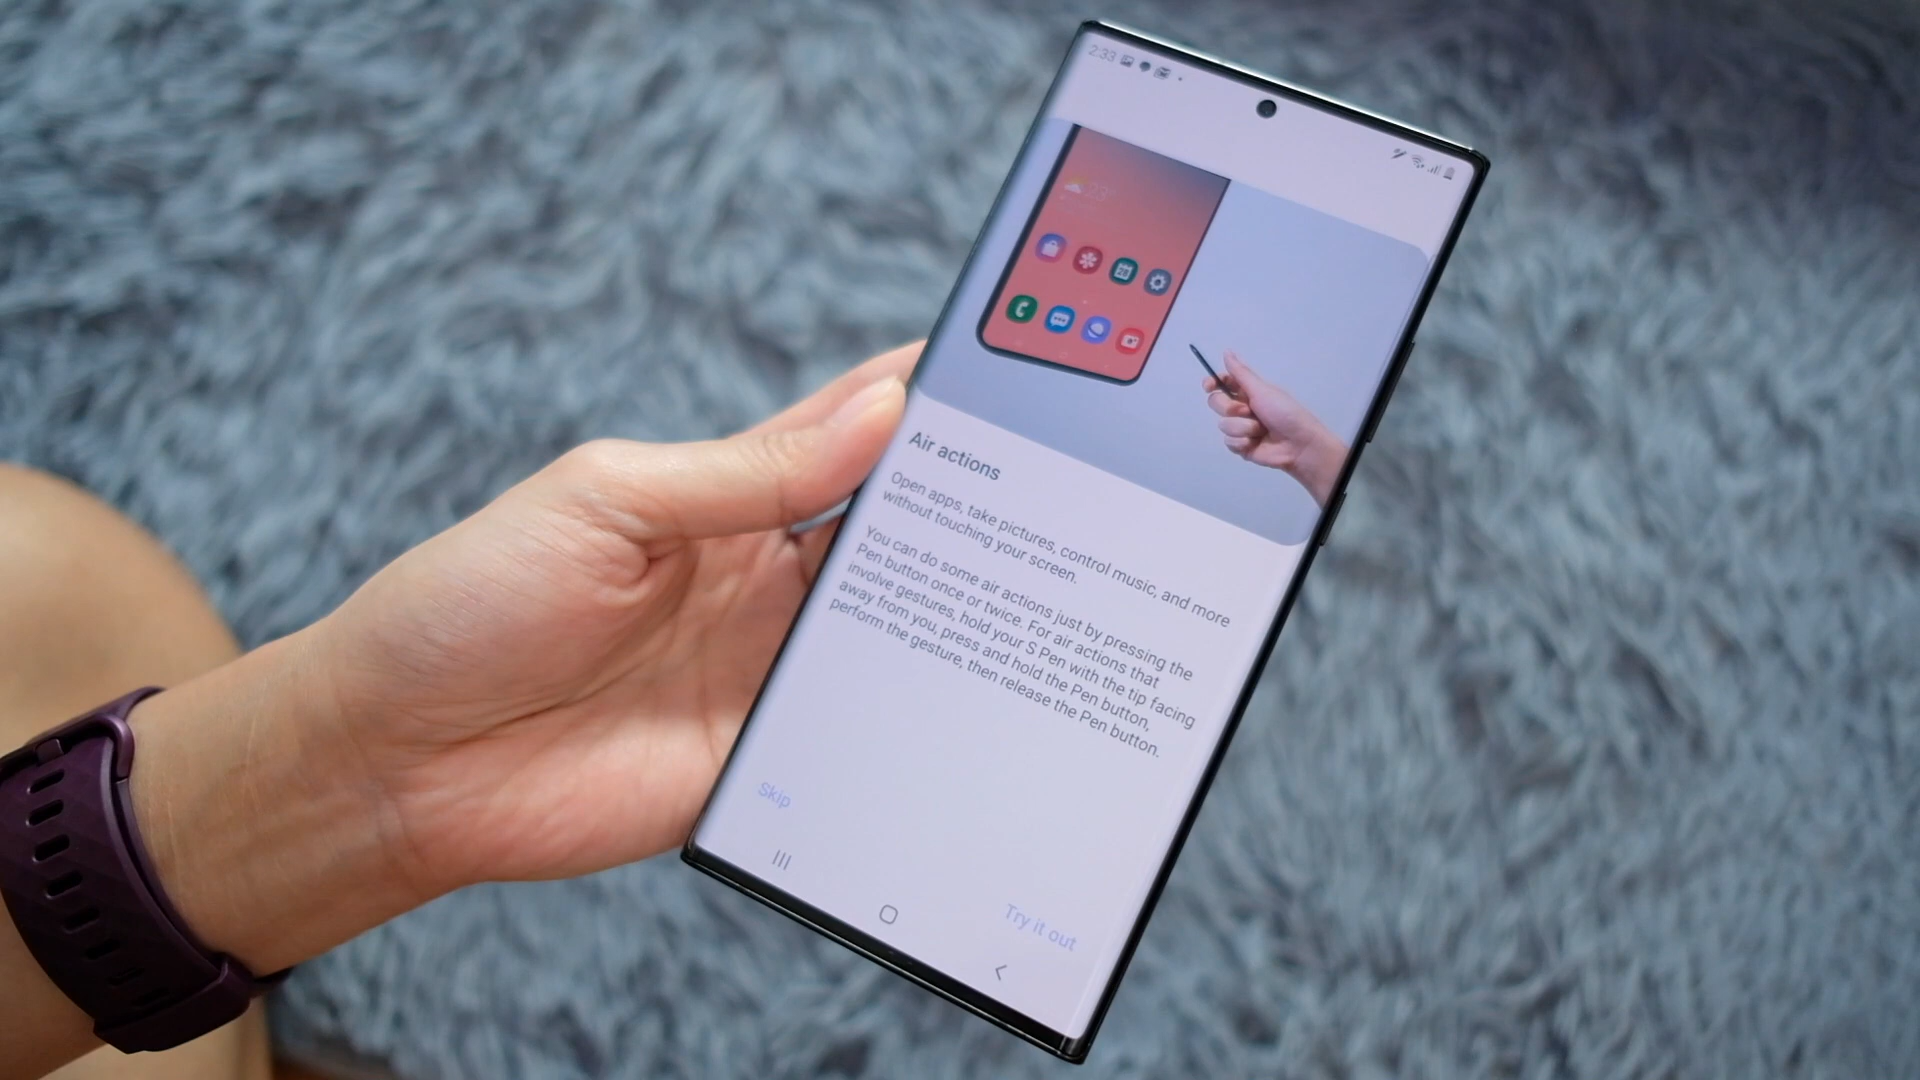 2:33
23°
28
Air actions
Open apps, take pictures, control music, and more
without touching your screen.
You can do some air actions just by pressing the
Pen button once or twice. For air actions that
involve gestures, hold your S Pen with the tip facing
away from you, press and hold the Pen button,
perform the gesture, then release the Pen button.
Skip
Try it out